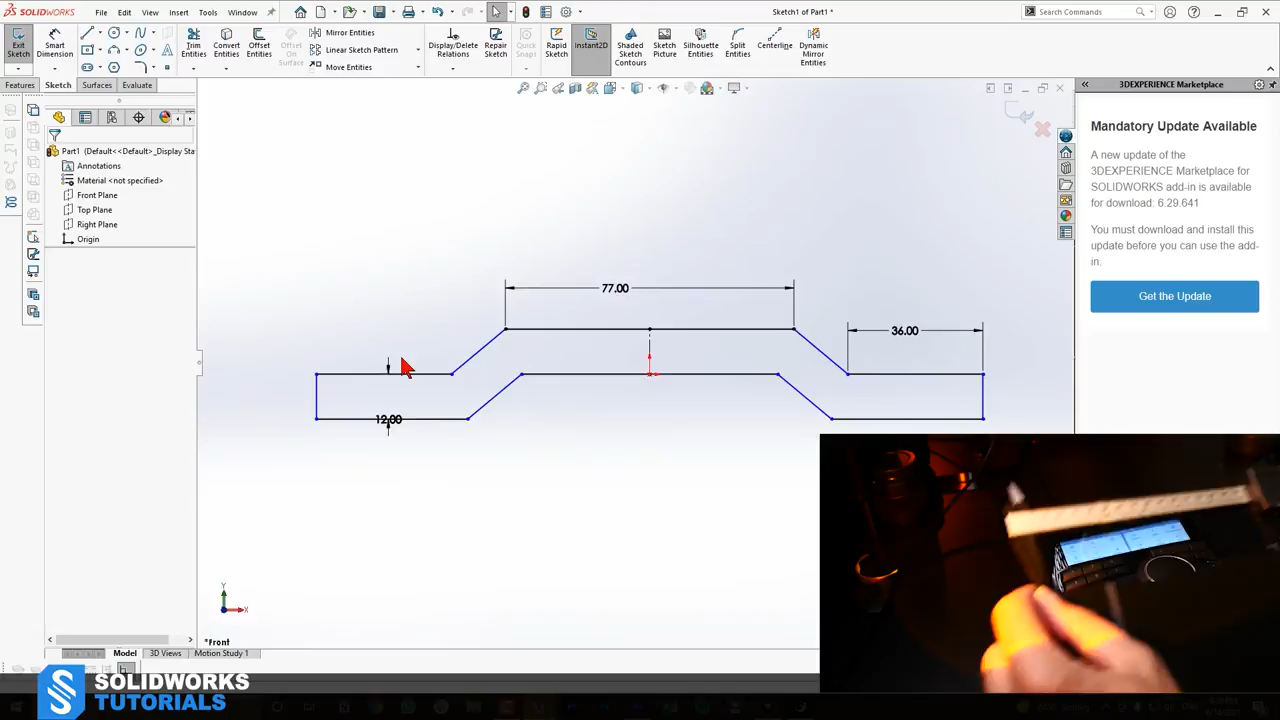 SOLIDWORKS
File Edit View Insert Tools Window
Sketch1 of Part1 *
Search Commands
Exit Sketch
Smart Dimension
Trim Entities
Convert Entities
Offset Entities
Offset On Surface
Mirror Entities
Linear Sketch Pattern
Move Entities
Display/Delete Relations
Repair Sketch
Quick Snaps
Rapid Sketch
Instant2D
Shaded Sketch Contours
Sketch Picture
Silhouette Entities
Split Entities
Centerline
Dynamic Mirror Entities
Features Sketch Surfaces Evaluate
3DEXPERIENCE Marketplace
Part1 (Default<<Default>_Display Sta
Annotations
Material <not specified>
Front Plane
Top Plane
Right Plane
Origin
Mandatory Update Available
A new update of the
3DEXPERIENCE Marketplace for
SOLIDWORKS add-in is available
for download: 6.29.641
You must download and install this
update before you can use the add-
in.
Get the Update
77.00
36.00
12.00
Y
X
*Front
Model 3D Views Motion Study 1
SOLIDWORKS
TUTORIALS